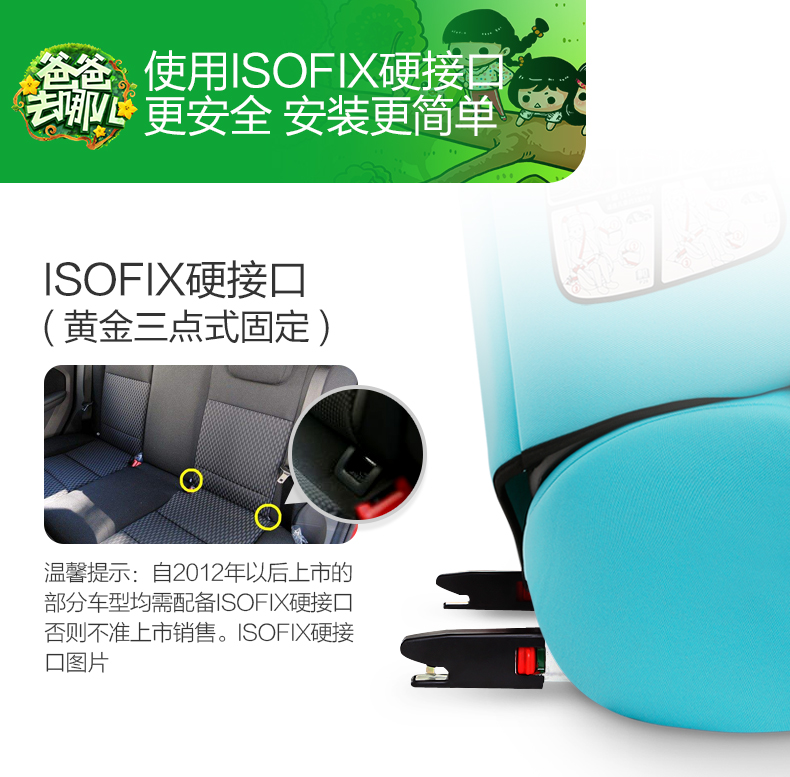 爸爸
去哪儿
使用ISOFIX硬接口
更安全 安装更简单
ISOFIX硬接口
（黄金三点式固定）
温馨提示：自2012年以后上市的
部分车型均需配备ISOFIX硬接口
否则不准上市销售。ISOFIX硬接
口图片